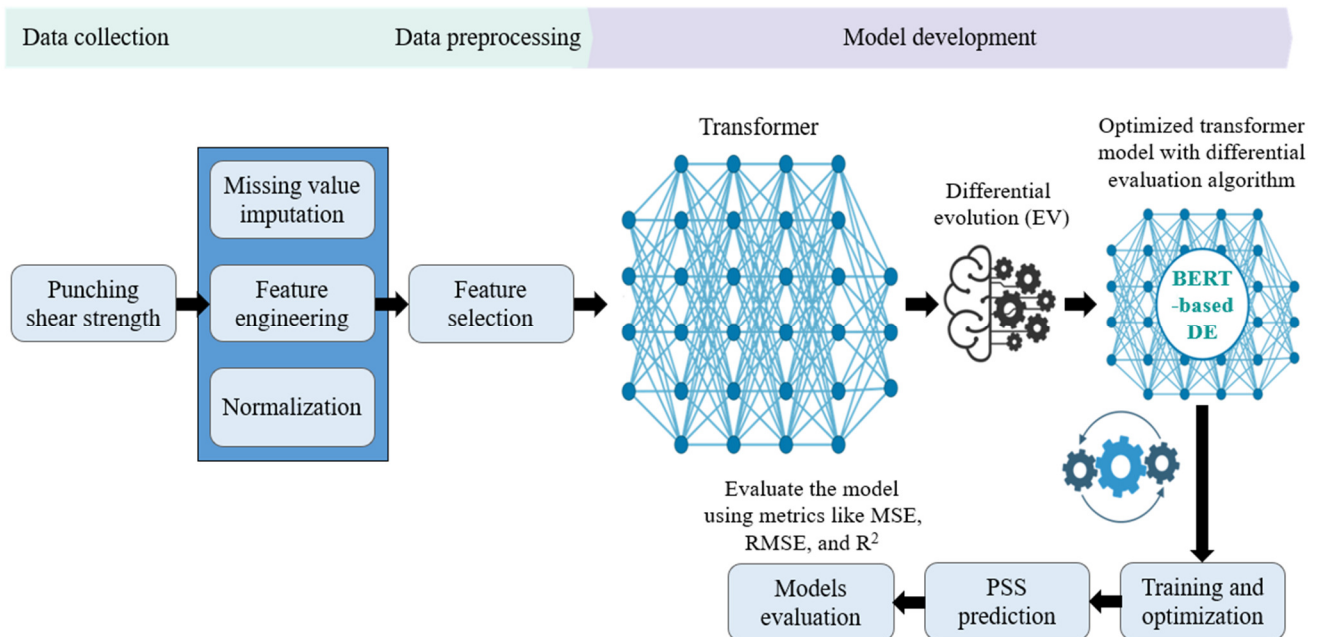 Data collection
Data preprocessing
Model development
Punching
shear strength
Missing value
imputation
Feature
engineering
Normalization
Feature
selection
Transformer
Differential
evolution (EV)
Optimized transformer
model with differential
evaluation algorithm
BERT
-based
DE
Training and
optimization
PSS
prediction
Evaluate the model
using metrics like MSE,
RMSE, and R²
Models
evaluation